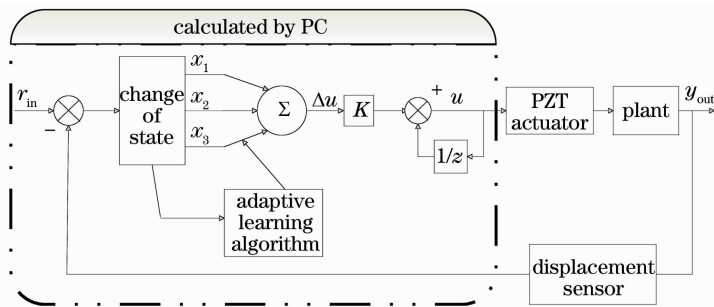 calculated by PC
r_in
−
change
of
state
x_1
x_2
x_3
Σ
Δu
K
+
u
1/z
PZT
actuator
plant
y_out
adaptive
learning
algorithm
displacement
sensor